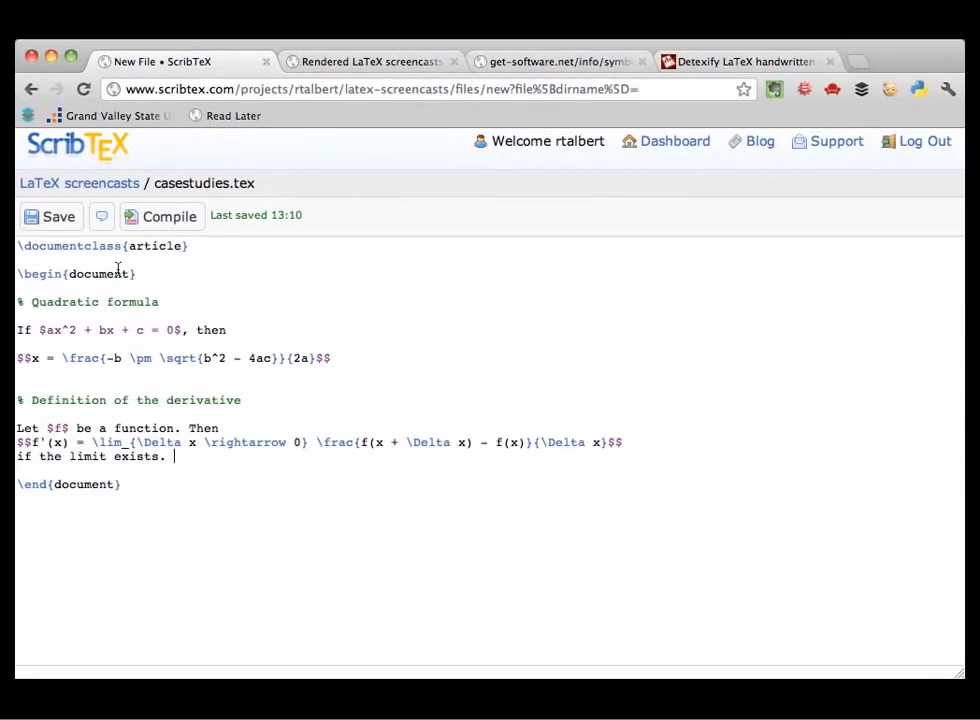 New File • ScribTeX
Rendered LaTeX screencasts
get-software.net/info/symb
Detexify LaTeX handwritten
www.scribtex.com/projects/rtalbert/latex-screencasts/files/new?file%5Bdirname%5D=
Grand Valley State U
Read Later
ScribTEX
Welcome rtalbert
Dashboard
Blog
Support
Log Out
LaTeX screencasts / casestudies.tex
Save
Compile
Last saved 13:10
\documentclass{article}
\begin{document}
% Quadratic formula
If $ax^2 + bx + c = 0$, then
$$x = \frac{-b \pm \sqrt{b^2 - 4ac}}{2a}$$
% Definition of the derivative
Let $f$ be a function. Then
$$f'(x) = \lim_{\Delta x \rightarrow 0} \frac{f(x + \Delta x) - f(x)}{\Delta x}$$
if the limit exists.
\end{document}